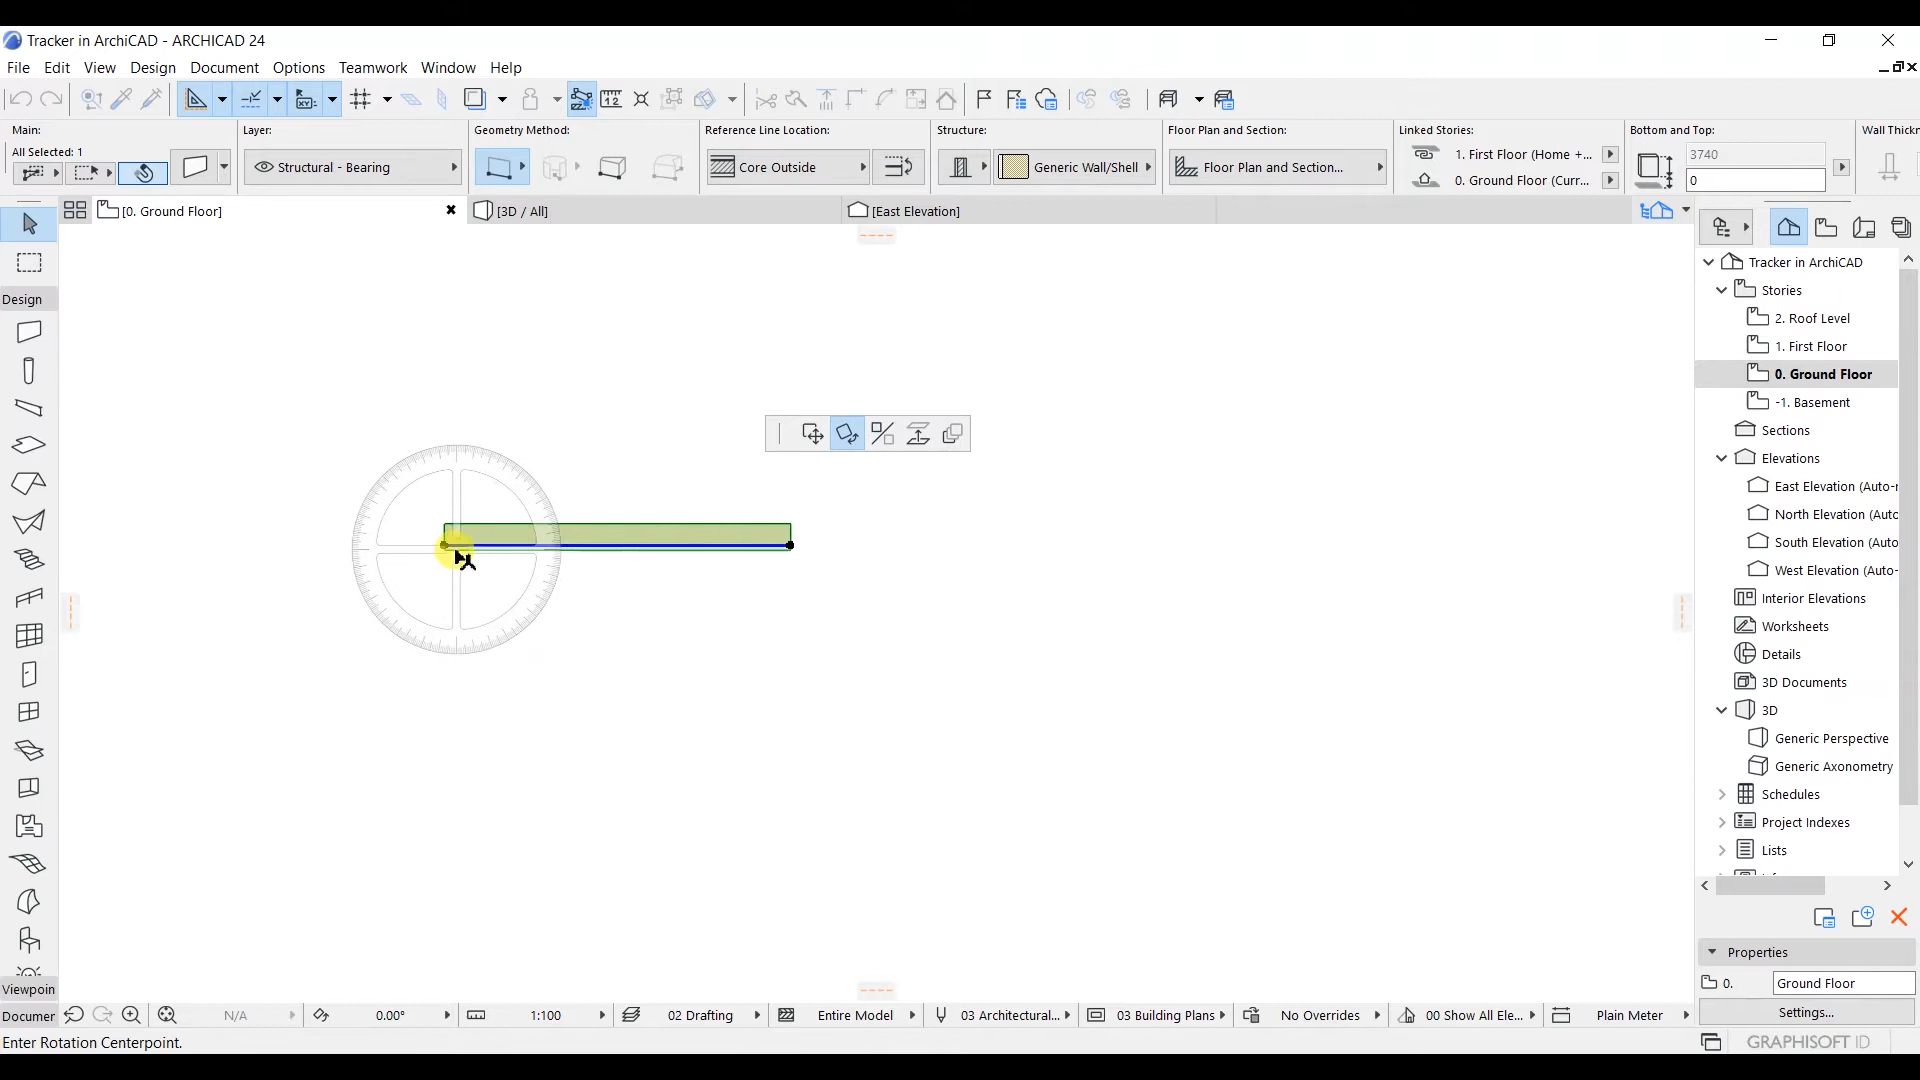 Tracker in ArchiCAD - ARCHICAD 24
File Edit View Design Document Options Teamwork Window Help
Main:
All Selected: 1
Layer:
Structural - Bearing
Geometry Method:
Reference Line Location:
Core Outside
Structure:
Generic Wall/Shell
Floor Plan and Section:
Floor Plan and Section...
Linked Stories:
1. First Floor (Home +...
0. Ground Floor (Curr...
Bottom and Top:
3740
0
Wall Thickn
[0. Ground Floor]
[3D / All]
[East Elevation]
Design
Viewpoin
Documer
Tracker in ArchiCAD
Stories
2. Roof Level
1. First Floor
0. Ground Floor
-1. Basement
Sections
Elevations
East Elevation (Auto-r
North Elevation (Auto
South Elevation (Auto
West Elevation (Auto-
Interior Elevations
Worksheets
Details
3D Documents
3D
Generic Perspective
Generic Axonometry
Schedules
Project Indexes
Lists
Properties
0.
Ground Floor
Settings...
N/A
0.00°
1:100
02 Drafting
Entire Model
03 Architectural...
03 Building Plans
No Overrides
00 Show All Ele...
Plain Meter
Enter Rotation Centerpoint.
GRAPHISOFT ID